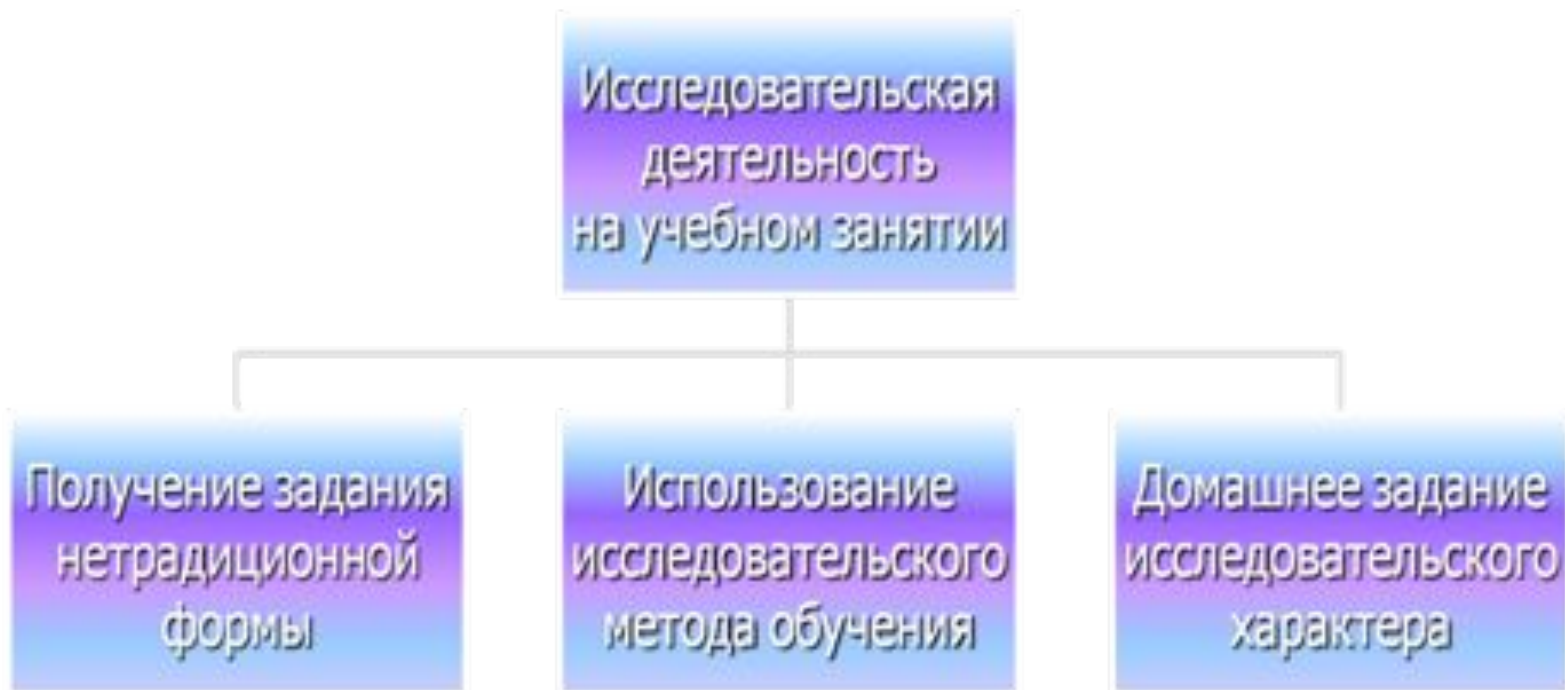 Исследовательская
деятельность
на учебном занятии
Получение задания
нетрадиционной
формы
Использование
исследовательского
метода обучения
Домашнее задание
исследовательского
характера